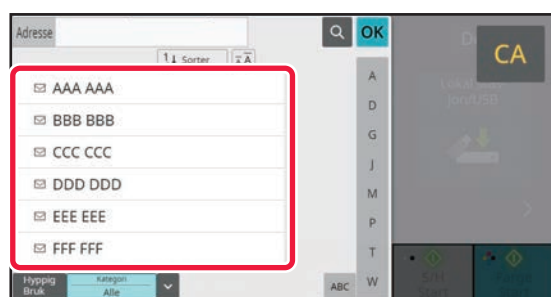 Adresse
OK
CA
1↓ Sorter
A
AAA AAA
BBB BBB
CCC CCC
DDD DDD
EEE EEE
FFF FFF
A
D
G
J
M
P
T
W
Hyppig
Bruk
Kategori
Alle
ABC
S/H
Start
Start